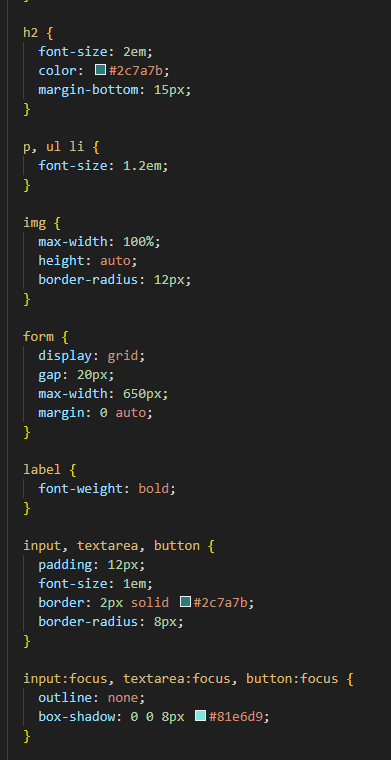 h2 {
  font-size: 2em;
  color: #2c7a7b;
  margin-bottom: 15px;
}

p, ul li {
  font-size: 1.2em;
}

img {
  max-width: 100%;
  height: auto;
  border-radius: 12px;
}

form {
  display: grid;
  gap: 20px;
  max-width: 650px;
  margin: 0 auto;
}

label {
  font-weight: bold;
}

input, textarea, button {
  padding: 12px;
  font-size: 1em;
  border: 2px solid #2c7a7b;
  border-radius: 8px;
}

input:focus, textarea:focus, button:focus {
  outline: none;
  box-shadow: 0 0 8px #81e6d9;
}